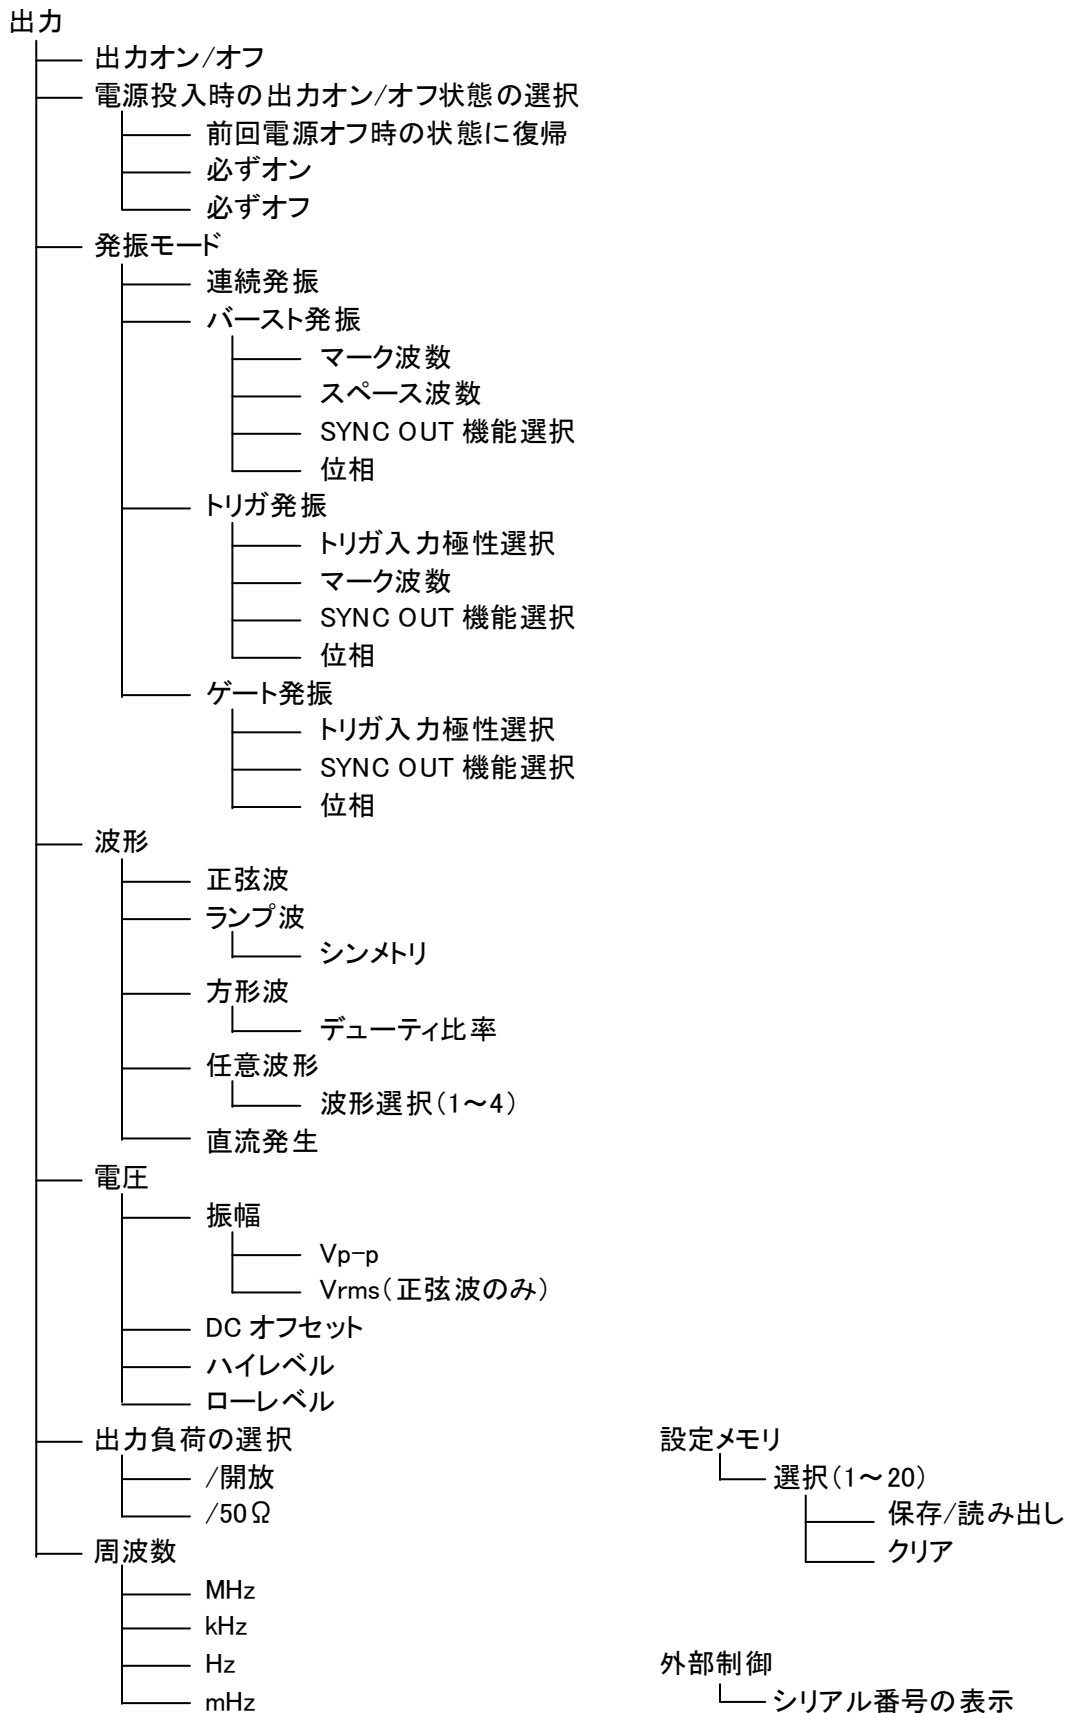 出力
出力オン/オフ
電源投入時の出力オン/オフ状態の選択
前回電源オフ時の状態に復帰
必ずオン
必ずオフ
発振モード
連続発振
バースト発振
マーク波数
スペース波数
SYNC OUT 機能選択
位相
トリガ発振
トリガ入力極性選択
マーク波数
SYNC OUT 機能選択
位相
ゲート発振
トリガ入力極性選択
SYNC OUT 機能選択
位相
波形
正弦波
ランプ波
シンメトリ
方形波
デューティ比率
任意波形
波形選択(1～4)
直流発生
電圧
振幅
Vp-p
Vrms(正弦波のみ)
DC オフセット
ハイレベル
ローレベル
出力負荷の選択
/開放
/50Ω
周波数
MHz
kHz
Hz
mHz
設定メモリ
選択(1～20)
保存/読み出し
クリア
外部制御
シリアル番号の表示